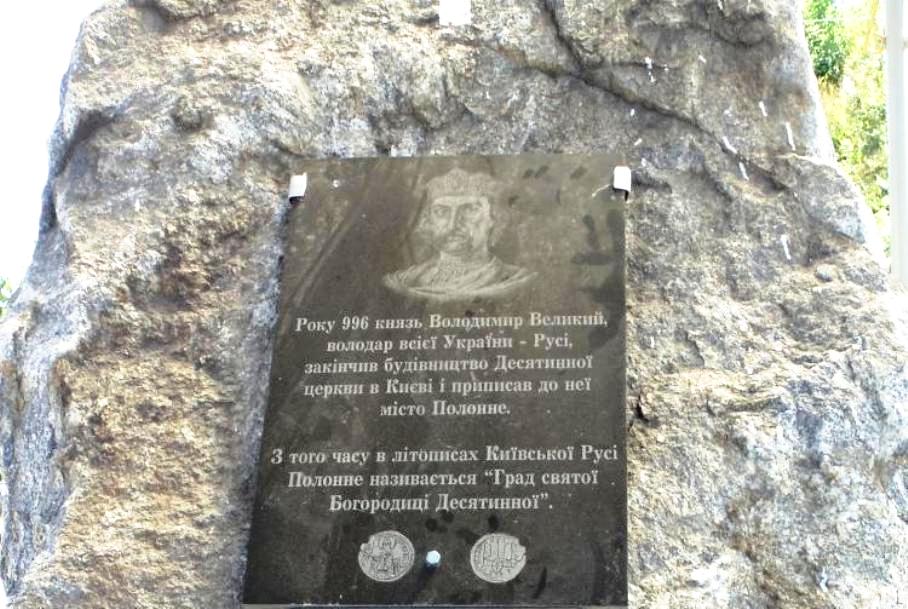 Року 996 князь Володимир Великий,
володар всієї України - Русі,
закінчив будівництво Десятинної
церкви в Києві і приписав до неї
місто Полонне.
З того часу в літописах Київської Русі
Полонне називається “Град святої
Богородиці Десятинної”.